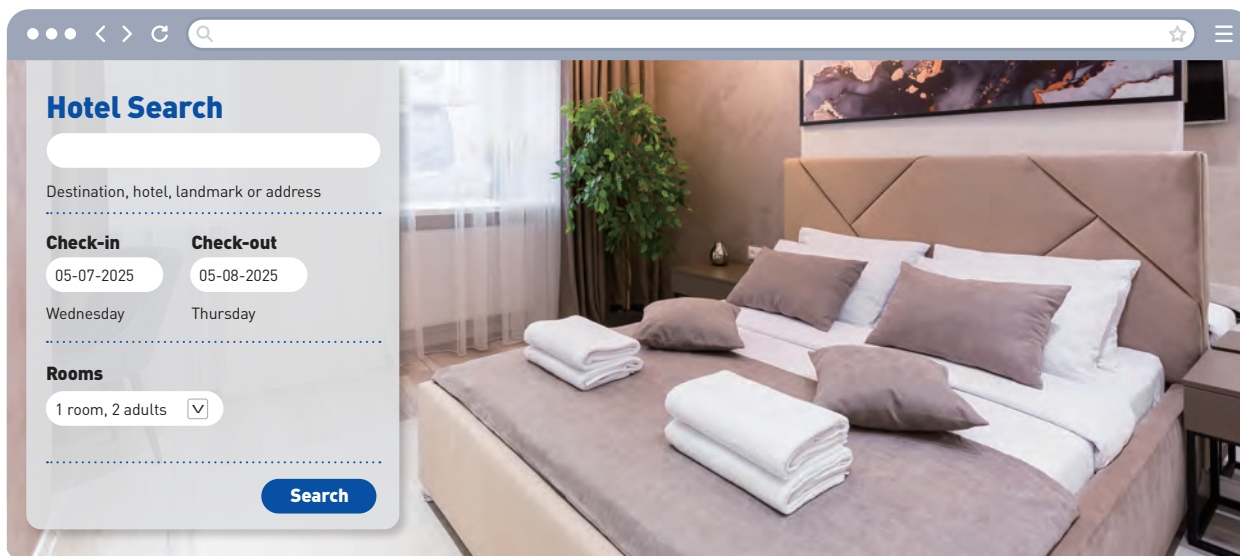 Hotel Search
Destination, hotel, landmark or address
Check-in Check-out
05-07-2025 05-08-2025
Wednesday Thursday
Rooms
1 room, 2 adults
Search